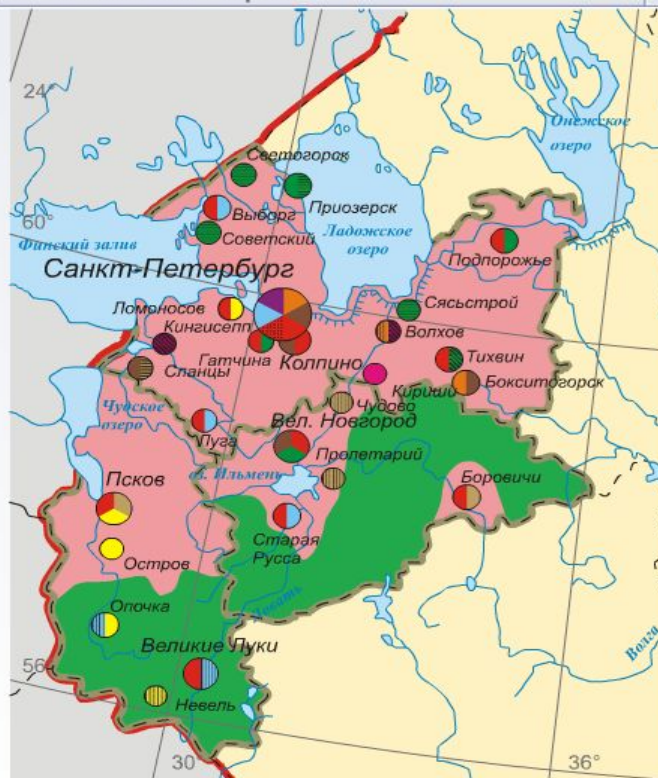 24°
Онежское
озеро
Светогорск
Приозерск
60°
Выборг
Финский залив
Советский
Ладожское
озеро
Подпорожье
Санкт-Петербург
Ломоносов
Сясьстрой
Кингисепп
Волхов
Гатчина
Колпино
Тихвин
Сланцы
Кириши
Бокситогорск
Чудское
озеро
Чудово
Луга
Вел. Новгород
Пролетарий
оз. Ильмень
Псков
Боровичи
Старая
Русса
Остров
Опочка
Ловать
Великие Луки
Волга
56°
Невель
30
36°